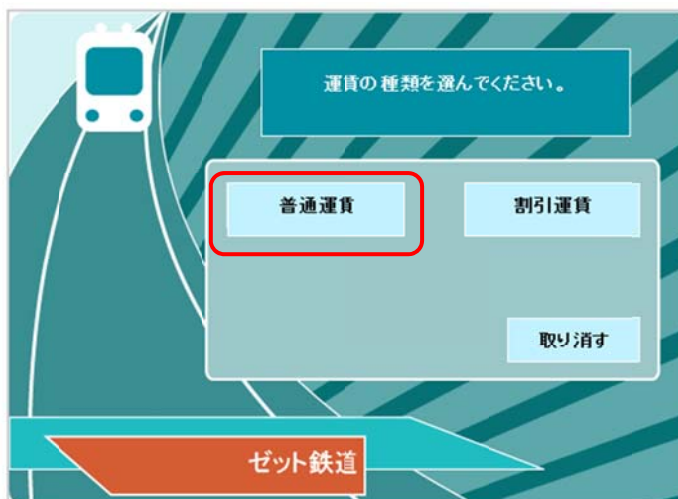 運賃の種類を選んでください。
普通運賃
割引運賃
取り消す
ゼット鉄道